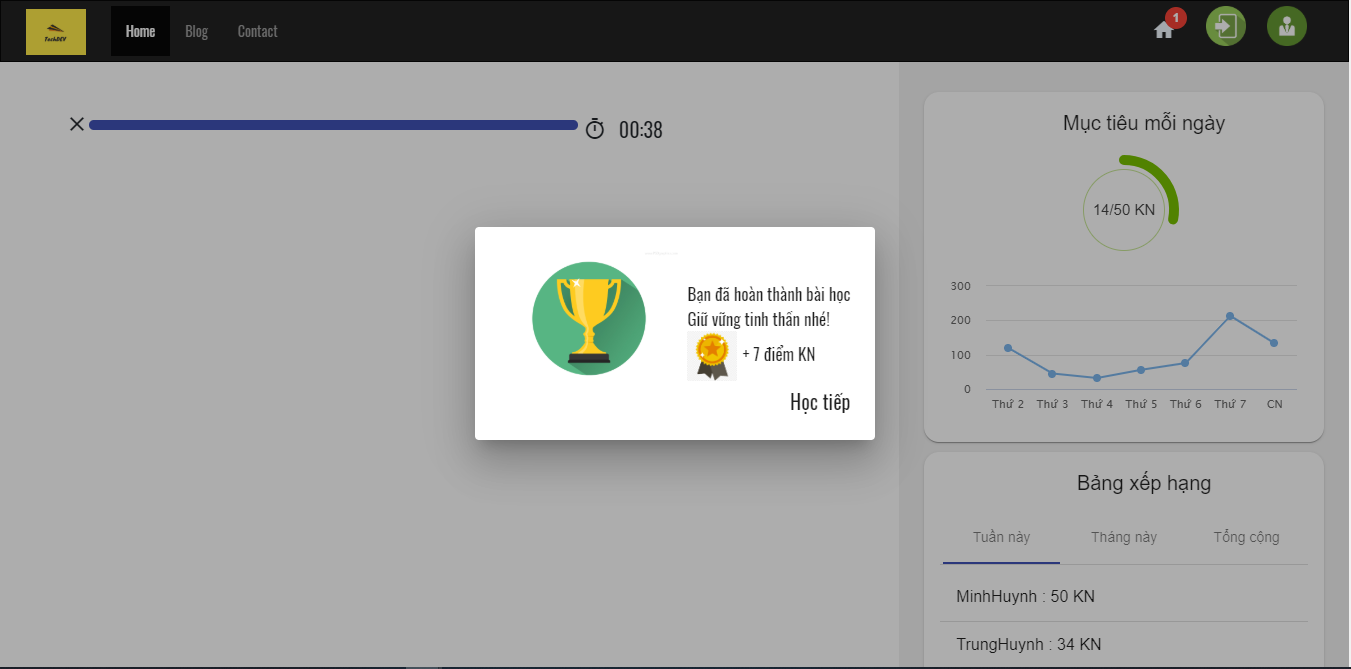 TechDEV
Home
Blog
Contact
1
00:38
Bạn đã hoàn thành bài học
Giữ vững tinh thần nhé!
+ 7 điểm KN
Học tiếp
Mục tiêu mỗi ngày
14/50 KN
300
200
100
0
Thứ 2 Thứ 3 Thứ 4 Thứ 5 Thứ 6 Thứ 7 CN
Bảng xếp hạng
Tuần này Tháng này Tổng cộng
MinhHuynh : 50 KN
TrungHuynh : 34 KN